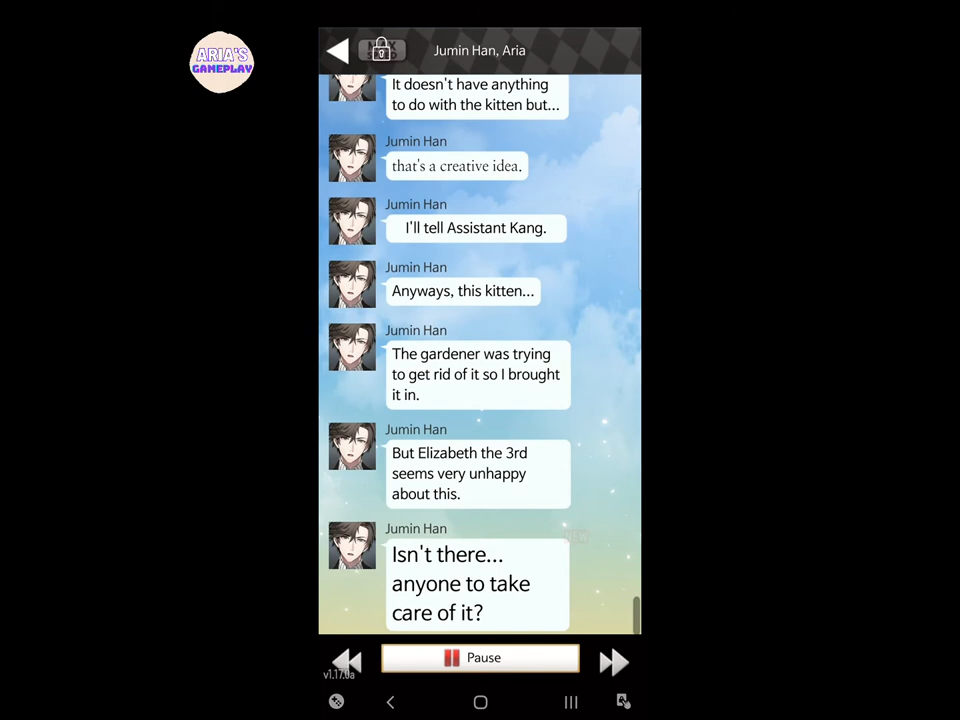 ARIA'S
GAMEPLAY
Jumin Han, Aria
It doesn't have anything
to do with the kitten but...
Jumin Han
that's a creative idea.
Jumin Han
I'll tell Assistant Kang.
Jumin Han
Anyways, this kitten...
Jumin Han
The gardener was trying
to get rid of it so I brought
it in.
Jumin Han
But Elizabeth the 3rd
seems very unhappy
about this.
Jumin Han
NEW
Isn't there...
anyone to take
care of it?
Pause
v1.17.0a